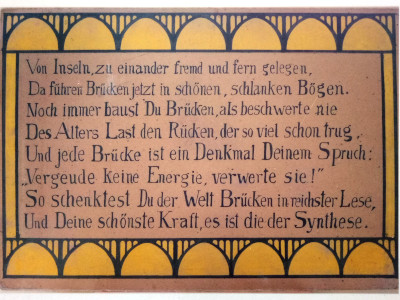 Von Inseln, zu einander fremd und fern gelegen,
Da führen Brücken jetzt in schönen, schlanken Bögen.
Noch immer baust Du Brücken, als beschwerte nie
Des Alters Last den Rücken, der so viel schon trug,
Und jede Brücke ist ein Denkmal Deinem Spruch:
„Vergeude keine Energie, verwerte sie!"
So schenktest Du der Welt Brücken in reichster Lese,
Und Deine schönste Kraft, es ist die der Synthese.